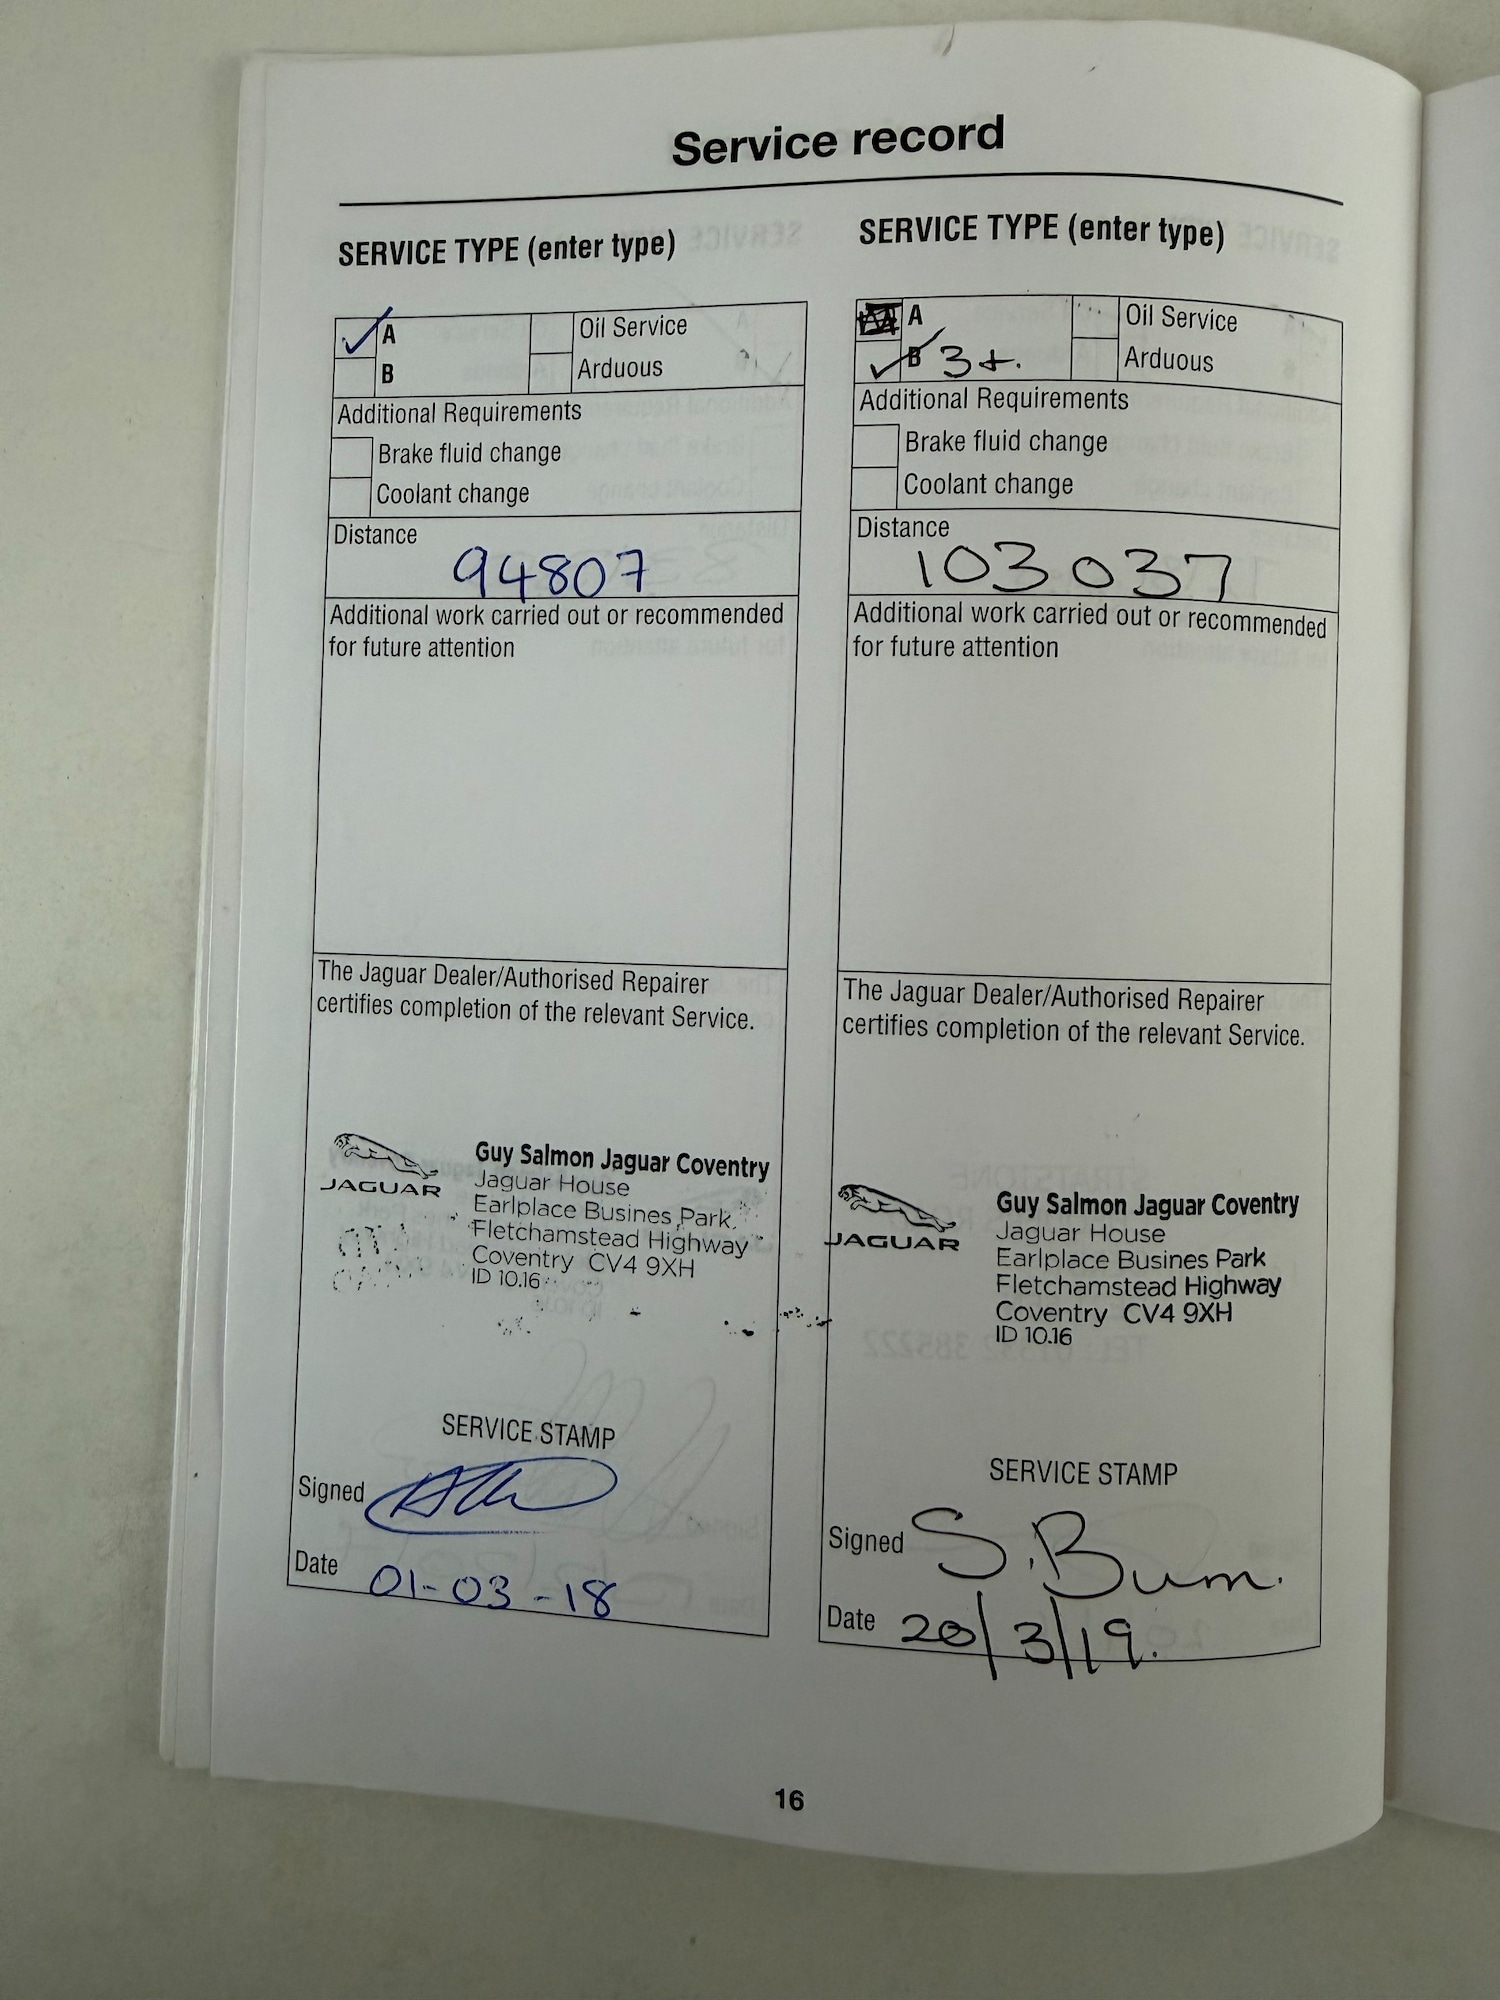 Service record
SERVICE TYPE (enter type)
A
Oil Service
B
Arduous
Additional Requirements
Brake fluid change
Coolant change
Distance
94807
Additional work carried out or recommended
for future attention
The Jaguar Dealer/Authorised Repairer
certifies completion of the relevant Service.
JAGUAR
Guy Salmon Jaguar Coventry
Jaguar House
Earlplace Busines Park
Fletchamstead Highway
Coventry CV4 9XH
ID 10.16
SERVICE STAMP
Signed
Date 01-03-18
SERVICE TYPE (enter type)
A
Oil Service
B 3+.
Arduous
Additional Requirements
Brake fluid change
Coolant change
Distance
103037
Additional work carried out or recommended
for future attention
The Jaguar Dealer/Authorised Repairer
certifies completion of the relevant Service.
JAGUAR
Guy Salmon Jaguar Coventry
Jaguar House
Earlplace Busines Park
Fletchamstead Highway
Coventry CV4 9XH
ID 10.16
SERVICE STAMP
Signed S.
Date 20/3/19.
16